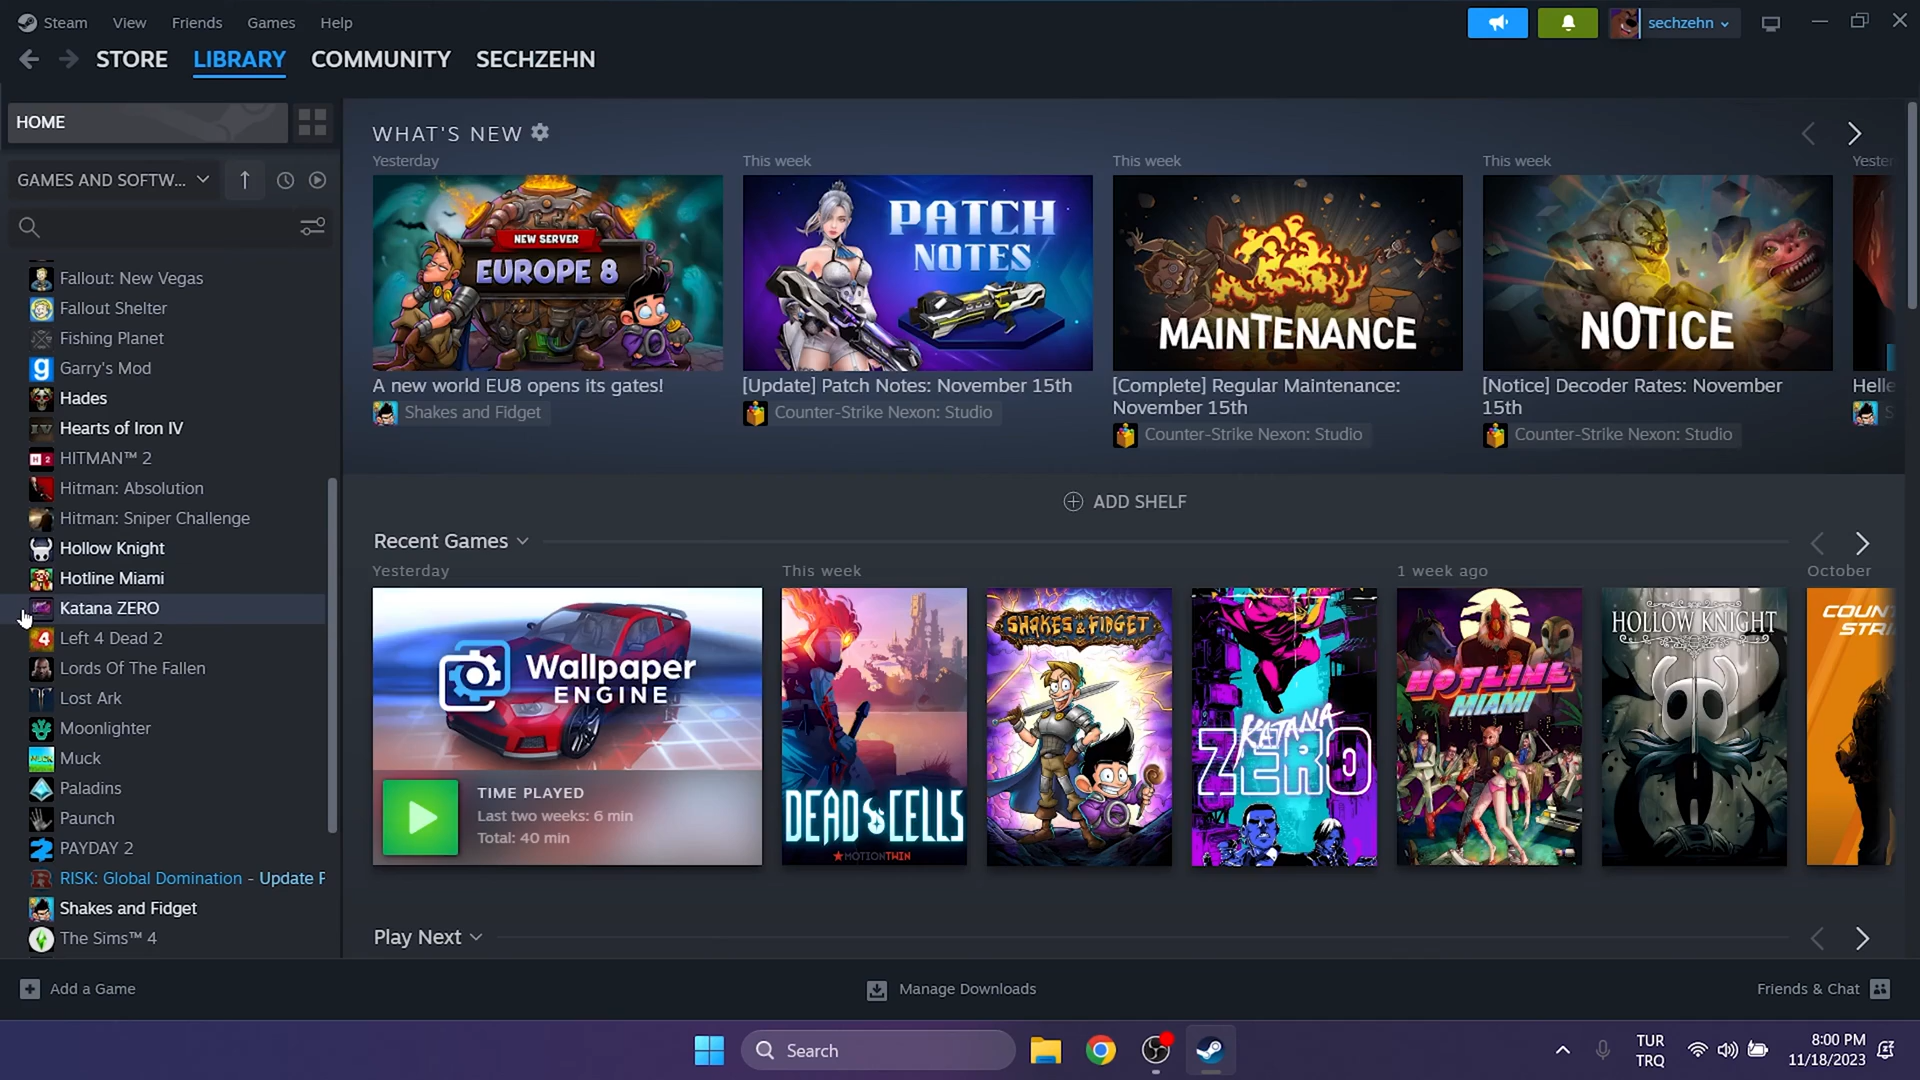 Steam View Friends Games Help
sechzehn
STORE LIBRARY COMMUNITY SECHZEHN
HOME
GAMES AND SOFTW...
Fallout: New Vegas
Fallout Shelter
Fishing Planet
Garry's Mod
Hades
Hearts of Iron IV
HITMAN™ 2
Hitman: Absolution
Hitman: Sniper Challenge
Hollow Knight
Hotline Miami
Katana ZERO
Left 4 Dead 2
Lords Of The Fallen
Lost Ark
Moonlighter
Muck
Paladins
Paunch
PAYDAY 2
RISK: Global Domination - Update F
Shakes and Fidget
The Sims™ 4
WHAT'S NEW
Yesterday
NEW SERVER
EUROPE 8
A new world EU8 opens its gates!
Shakes and Fidget
This week
PATCH
NOTES
[Update] Patch Notes: November 15th
Counter-Strike Nexon: Studio
This week
MAINTENANCE
[Complete] Regular Maintenance:
November 15th
Counter-Strike Nexon: Studio
This week
NOTICE
[Notice] Decoder Rates: November
15th
Counter-Strike Nexon: Studio
Yester
Helle
S
ADD SHELF
Recent Games
Yesterday
Wallpaper
ENGINE
TIME PLAYED
Last two weeks: 6 min
Total: 40 min
This week
DEAD CELLS
MOTIONTWIN
SHAKES & FIDGET
KATANA
ZERO
1 week ago
HOTLINE
MIAMI
HOLLOW KNIGHT
October
COUN
STRI
Play Next
Add a Game
Manage Downloads
Friends & Chat
Search
TUR
TRQ
8:00 PM
11/18/2023